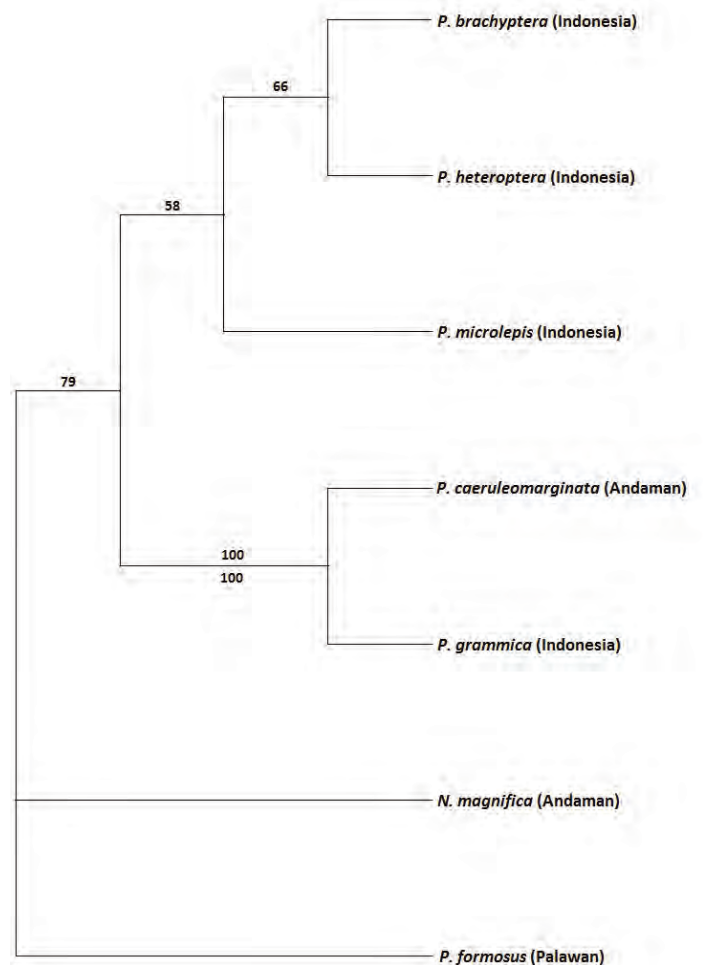 P. brachyptera (Indonesia)
66
P. heteroptera (Indonesia)
58
P. microlepis (Indonesia)
79
P. caeruleomarginata (Andaman)
100
100
P. grammica (Indonesia)
N. magnifica (Andaman)
P. formosus (Palawan)